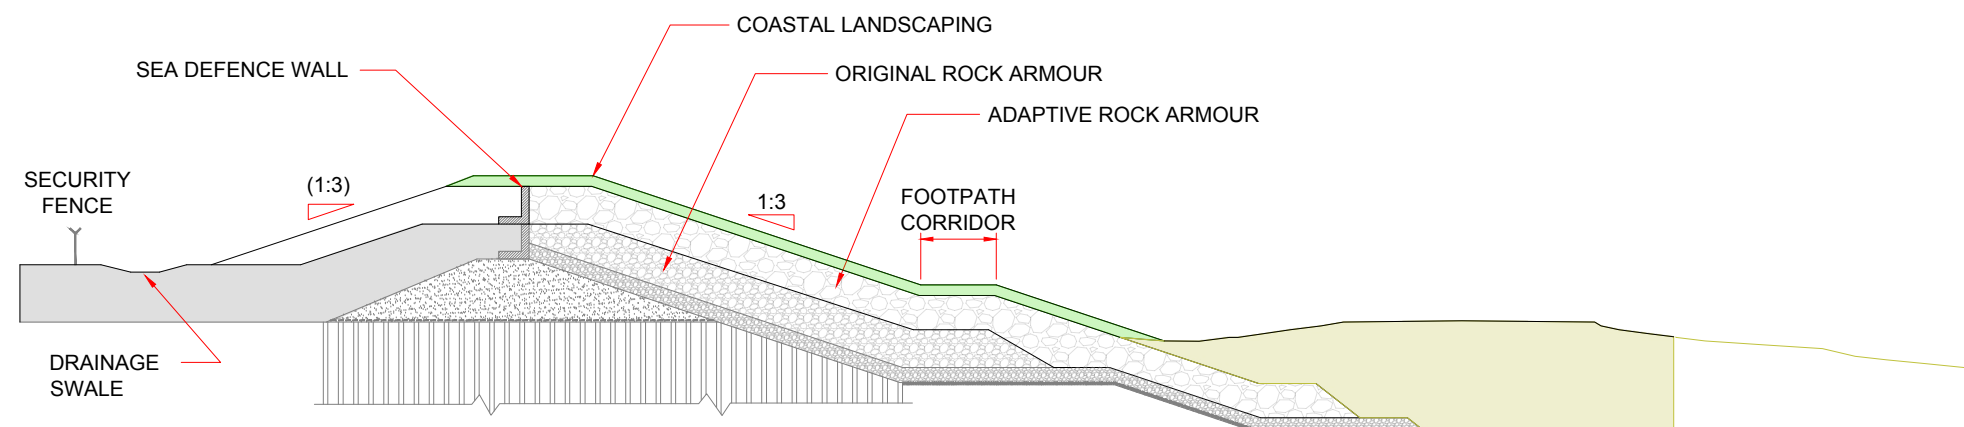 COASTAL LANDSCAPING
SEA DEFENCE WALL
ORIGINAL ROCK ARMOUR
ADAPTIVE ROCK ARMOUR
SECURITY
FENCE
(1:3)
1:3
FOOTPATH
CORRIDOR
DRAINAGE
SWALE